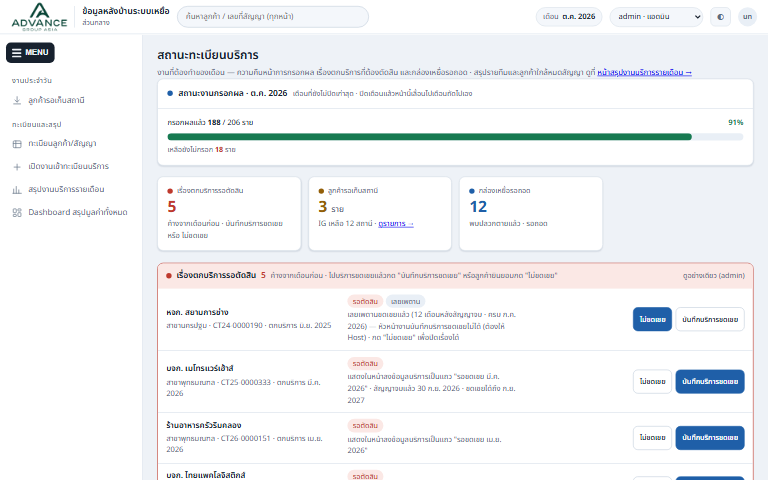 ADVANCE
GROUP ASIA
ข้อมูลหลังบ้านระบบเหยื่อ
ส่วนกลาง
ค้นหาลูกค้า / เลขที่สัญญา (ทุกหน้า)
เดือน ต.ค. 2026
admin · แอดมิน
มุก
MENU
งานประจำวัน
ลูกค้ารอเก็บสถานี
ทะเบียนและสรุป
ทะเบียนลูกค้า/สัญญา
เปิดงานเข้าทะเบียนบริการ
สรุปงานบริการรายเดือน
Dashboard สรุปมูลค่าทั้งหมด
สถานะทะเบียนบริการ
งานที่ต้องทำของเดือน — ความคืบหน้าการกรอกผล เรื่องตกบริการที่ต้องตัดสิน และกล่องเหยื่อรอถอด · สรุปรายทีมและลูกค้าใกล้หมดสัญญา ดูที่ หน้าสรุปงานบริการรายเดือน →
สถานะงานกรอกผล · ต.ค. 2026 เดือนที่ยังไม่ปิดเก่าสุด · ปิดเดือนแล้วหน้านี้เลื่อนไปเดือนถัดไปเอง
กรอกผลแล้ว 188 / 206 ราย
91%
เหลือยังไม่กรอก 18 ราย
เรื่องตกบริการรอตัดสิน
5
ค้างจากเดือนก่อน · บันทึกบริการชดเชย
หรือ ไม่ชดเชย
ลูกค้ารอเก็บสถานี
3 ราย
IG เหลือ 12 สถานี · ดูรายการ →
กล่องเหยื่อรอถอด
12
พบปลวกตายแล้ว · รอถอด
เรื่องตกบริการรอตัดสิน 5 ค้างจากเดือนก่อน · ไปบริการชดเชยแล้วกด "บันทึกบริการชดเชย" หรือลูกค้ายินยอมกด "ไม่ชดเชย"
ดูอย่างเดียว (admin)
หจก. สยามการช่าง
สาขานครปฐม · CT24 0000190 · ตกบริการ มิ.ย. 2025
รอตัดสิน เลยเพดาน
เลยเพดานชดเชยแล้ว (12 เดือนหลังสัญญาจบ · ครบ ก.ค.
2026) — หัวหน้างานบันทึกบริการชดเชยไม่ได้ (ต้องให้
Host) · กด "ไม่ชดเชย" เพื่อปิดเรื่องได้
ไม่ชดเชย
บันทึกบริการชดเชย
บจก. เมโทรแวร์เฮ้าส์
สาขาพุทธมณฑล · CT25 0000333 · ตกบริการ มี.ค.
2026
รอตัดสิน
แสดงในหน้าส่งข้อมูลบริการเป็นแถว "รอชดเชย มี.ค.
2026" · สัญญาจบแล้ว 30 ก.ย. 2026 · ชดเชยได้ถึง ก.ย.
2027
ไม่ชดเชย
บันทึกบริการชดเชย
ร้านอาหารครัวริมคลอง
สาขาพุทธมณฑล · CT26 0000151 · ตกบริการ เม.ย.
2026
รอตัดสิน
แสดงในหน้าส่งข้อมูลบริการเป็นแถว "รอชดเชย เม.ย.
2026"
ไม่ชดเชย
บันทึกบริการชดเชย
บจก. ไทยแพคโลจิสติกส์
รอตัดสิน